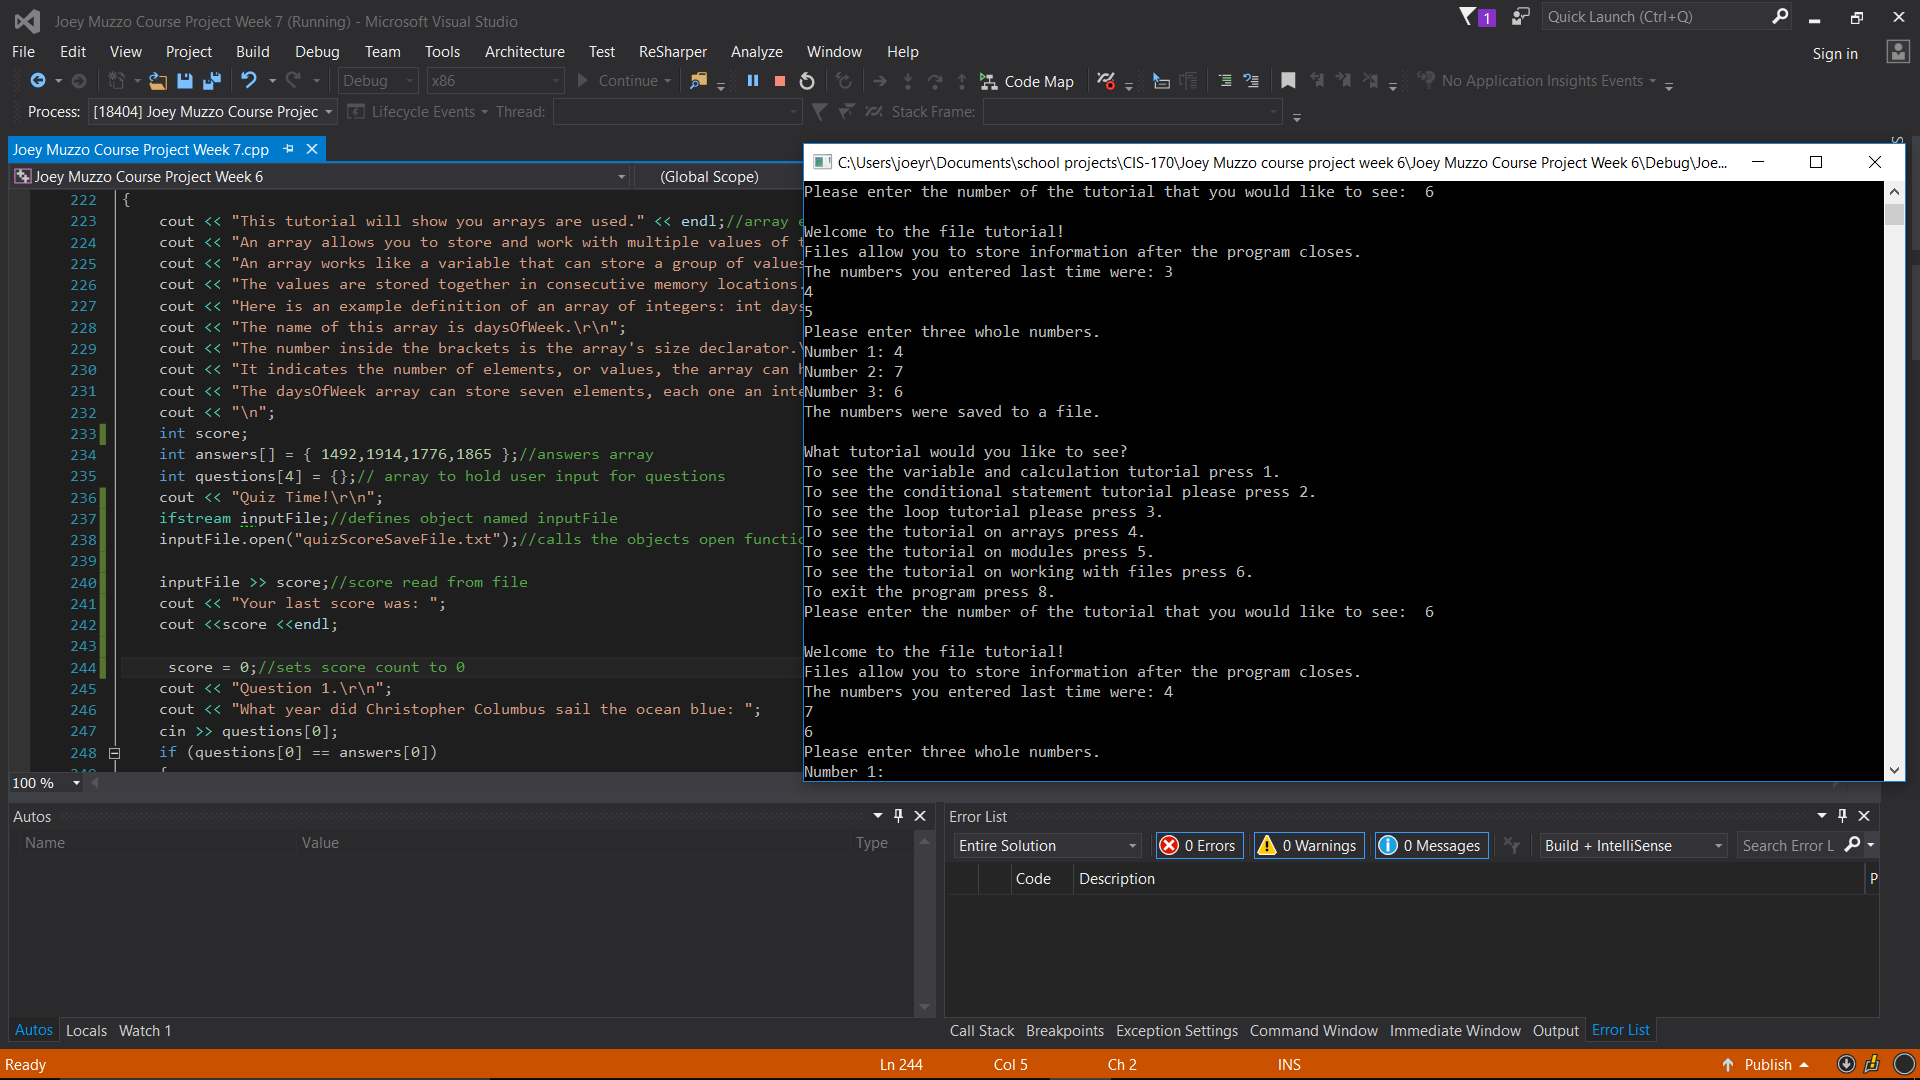 Joey Muzzo Course Project Week 7 (Running) - Microsoft Visual Studio
1
Quick Launch (Ctrl+Q)
File Edit View Project Build Debug Team Tools Architecture Test ReSharper Analyze Window Help
Sign in
Debug x86 Continue Code Map No Application Insights Events
Process: [18404] Joey Muzzo Course Projec Lifecycle Events Thread: Stack Frame:
Joey Muzzo Course Project Week 7.cpp
Joey Muzzo Course Project Week 6 (Global Scope)
222 {
223 cout << "This tutorial will show you arrays are used." << endl;//array e
224 cout << "An array allows you to store and work with multiple values of t
225 cout << "An array works like a variable that can store a group of values
226 cout << "The values are stored together in consecutive memory locations.
227 cout << "Here is an example definition of an array of integers: int days
228 cout << "The name of this array is daysOfWeek.\r\n";
229 cout << "The number inside the brackets is the array's size declarator.\
230 cout << "It indicates the number of elements, or values, the array can h
231 cout << "The daysOfWeek array can store seven elements, each one an inte
232 cout << "\n";
233 int score;
234 int answers[] = { 1492,1914,1776,1865 };//answers array
235 int questions[4] = {};// array to hold user input for questions
236 cout << "Quiz Time!\r\n";
237 ifstream inputFile;//defines object named inputFile
238 inputFile.open("quizScoreSaveFile.txt");//calls the objects open functio
239
240 inputFile >> score;//score read from file
241 cout << "Your last score was: ";
242 cout <<score <<endl;
243
244 score = 0;//sets score count to 0
245 cout << "Question 1.\r\n";
246 cout << "What year did Christopher Columbus sail the ocean blue: ";
247 cin >> questions[0];
248 if (questions[0] == answers[0])
249 {
100 %
C:\Users\joeyr\Documents\school projects\CIS-170\Joey Muzzo course project week 6\Joey Muzzo Course Project Week 6\Debug\Joe...
Please enter the number of the tutorial that you would like to see: 6
Welcome to the file tutorial!
Files allow you to store information after the program closes.
The numbers you entered last time were: 3
4
5
Please enter three whole numbers.
Number 1: 4
Number 2: 7
Number 3: 6
The numbers were saved to a file.
What tutorial would you like to see?
To see the variable and calculation tutorial press 1.
To see the conditional statement tutorial please press 2.
To see the loop tutorial please press 3.
To see the tutorial on arrays press 4.
To see the tutorial on modules press 5.
To see the tutorial on working with files press 6.
To exit the program press 8.
Please enter the number of the tutorial that you would like to see: 6
Welcome to the file tutorial!
Files allow you to store information after the program closes.
The numbers you entered last time were: 4
7
6
Please enter three whole numbers.
Number 1:
Autos
Name Value Type
Autos Locals Watch 1
Error List
Entire Solution 0 Errors 0 Warnings 0 Messages Build + IntelliSense Search Error L
Code Description P
Call Stack Breakpoints Exception Settings Command Window Immediate Window Output Error List
Ready Ln 244 Col 5 Ch 2 INS Publish